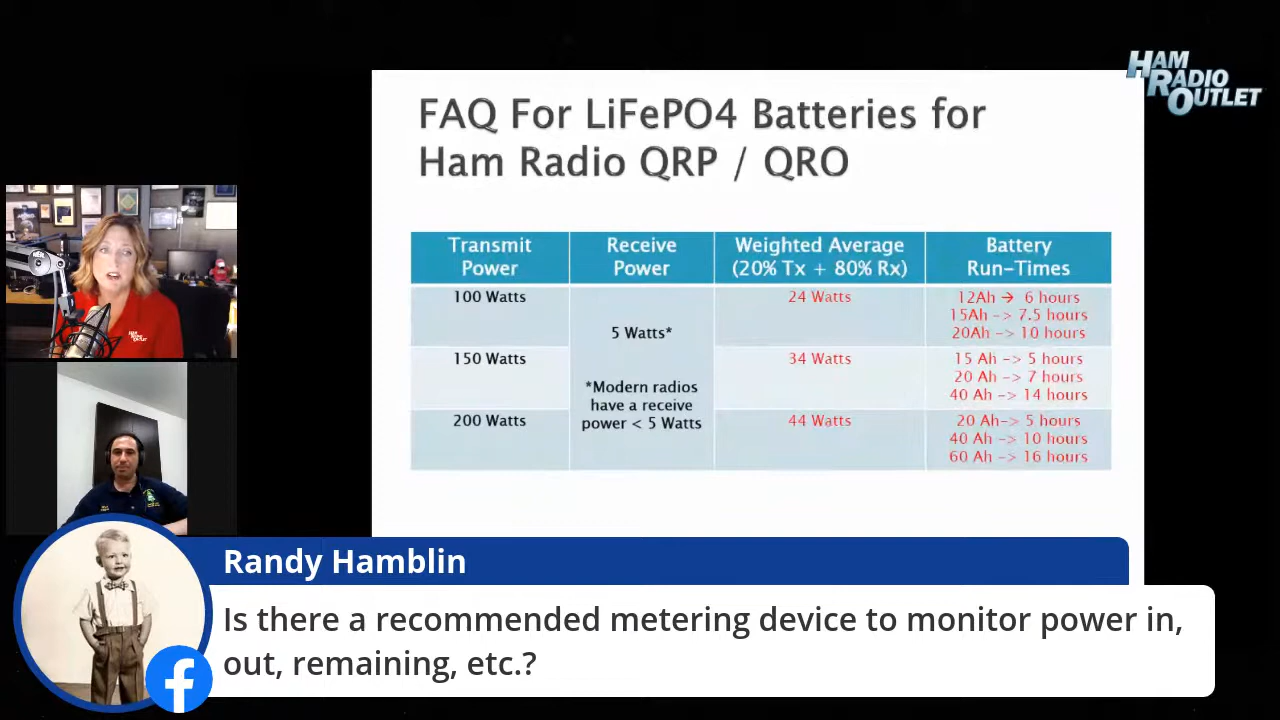 HAM
RADIO
OUTLET
FAQ For LiFePO4 Batteries for
Ham Radio QRP / QRO
Transmit
Power
Receive
Power
Weighted Average
(20% Tx + 80% Rx)
Battery
Run-Times
100 Watts
5 Watts*
*Modern radios
have a receive
power < 5 Watts
24 Watts
12Ah → 6 hours
15Ah -> 7.5 hours
20Ah -> 10 hours
150 Watts
34 Watts
15 Ah -> 5 hours
20 Ah -> 7 hours
40 Ah -> 14 hours
200 Watts
44 Watts
20 Ah-> 5 hours
40 Ah -> 10 hours
60 Ah -> 16 hours
Randy Hamblin
Is there a recommended metering device to monitor power in,
out, remaining, etc.?